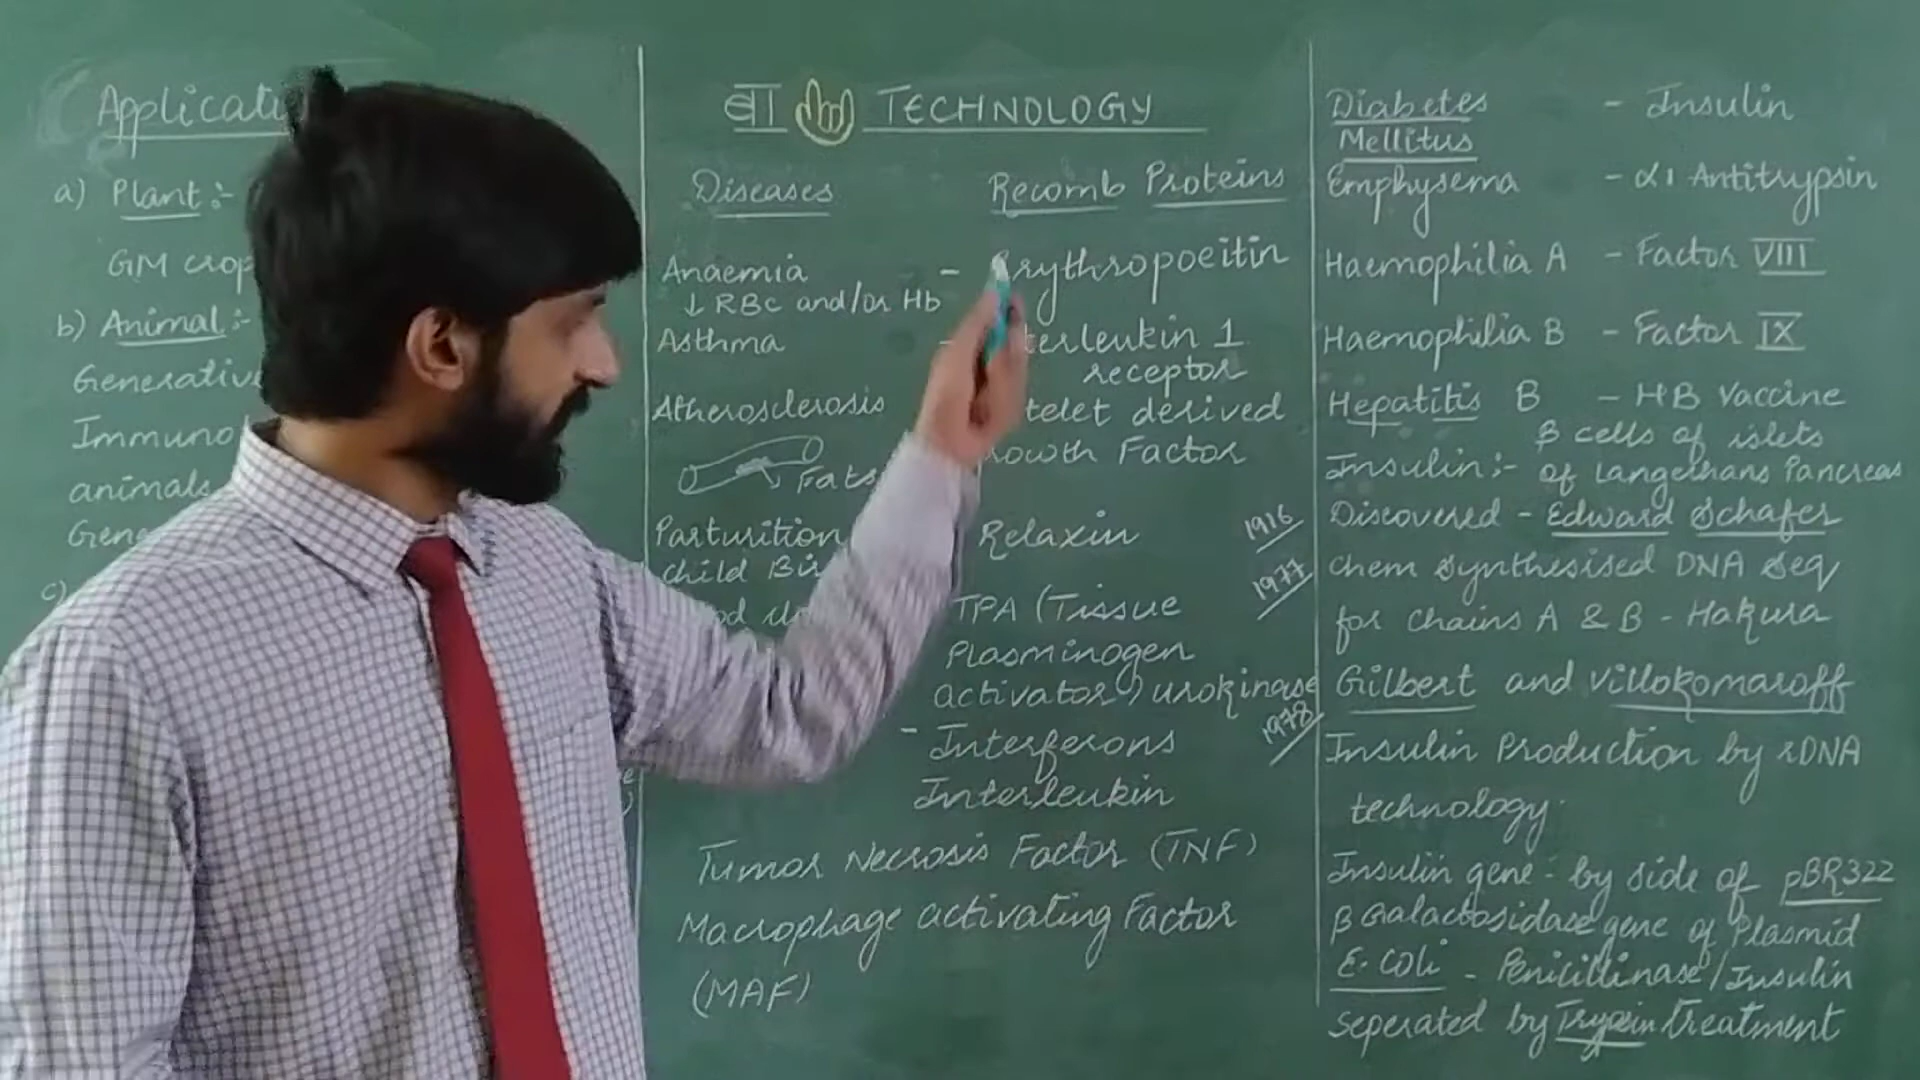 Applicati
a) Plant :-
GM crop
b) Animal :-
Generativ
Immuno
animals
Gene
c)
बा TECHNOLOGY
Diseases Recomb Proteins
Anaemia - Erythropoeitin
↓ RBC and/or Hb
Asthma - terleukin 1
receptor
Atherosclerosis telet derived
Fats owth Factor
Parturition Relaxin
Child Bi
TPA (Tissue
Plasminogen
activator) urokinase
- Interferons
Interleukin
Tumor Necrosis Factor (TNF)
Macrophage activating Factor
(MAF)
Diabetes - Insulin
Mellitus
Emphysema - α1 Antitrypsin
Haemophilia A - Factor VIII
Haemophilia B - Factor IX
Hepatitis B - HB Vaccine
β cells of islets
Insulin :- of Langerhans Pancreas
1916 Discovered - Edward Schafer
1977 Chem Synthesised DNA Seq
for Chains A & B - Hakura
Gilbert and Villokomaroff
1978 Insulin Production by rDNA
technology.
Insulin gene :- by side of pBR322
β Galactosidase gene of Plasmid
E. Coli - Penicillinase/Insulin
seperated by Trypsin treatment